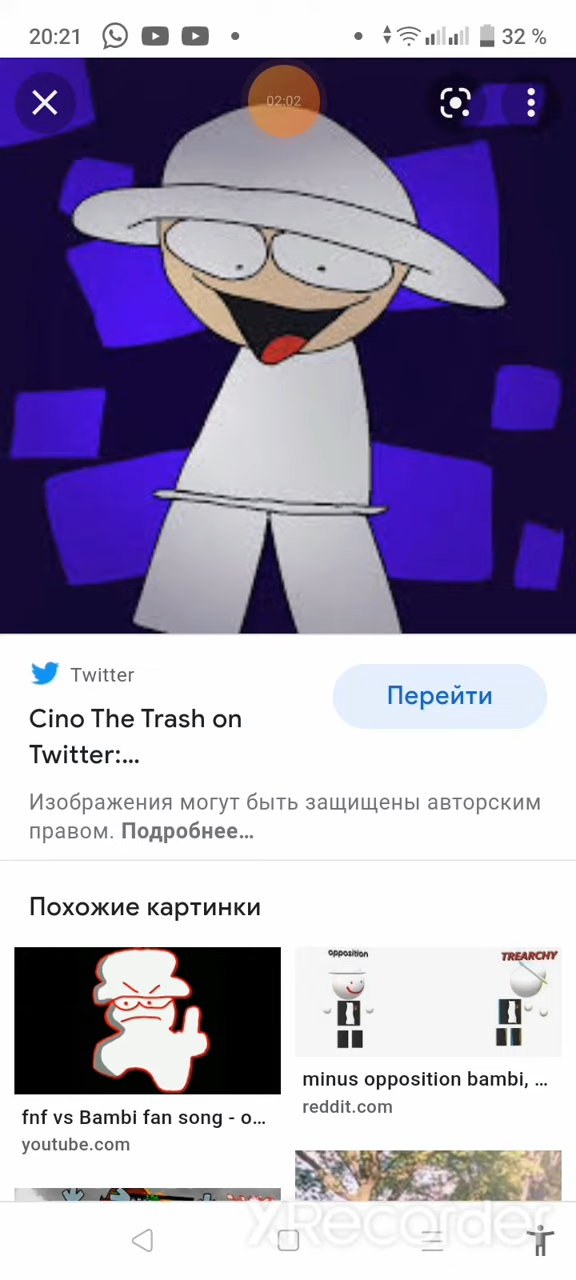 20:21
32 %
02:02
Twitter
Перейти
Cino The Trash on
Twitter:...
Изображения могут быть защищены авторским
правом. Подробнее...
Похожие картинки
opposition
TREARCHY
fnf vs Bambi fan song - o...
youtube.com
minus opposition bambi, ...
reddit.com
XRecorder